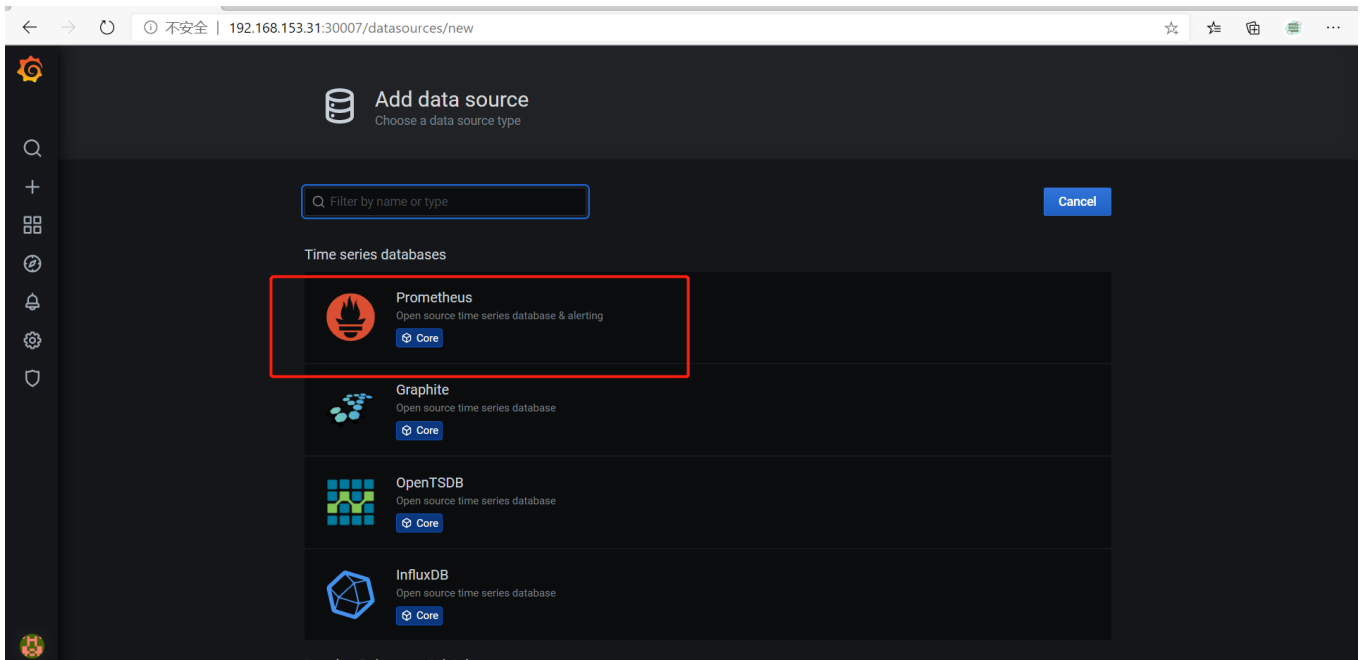 不安全 | 192.168.153.31:30007/datasources/new
Add data source
Choose a data source type
Filter by name or type
Cancel
Time series databases
Prometheus
Open source time series database & alerting
Core
Graphite
Open source time series database
Core
OpenTSDB
Open source time series database
Core
InfluxDB
Open source time series database
Core